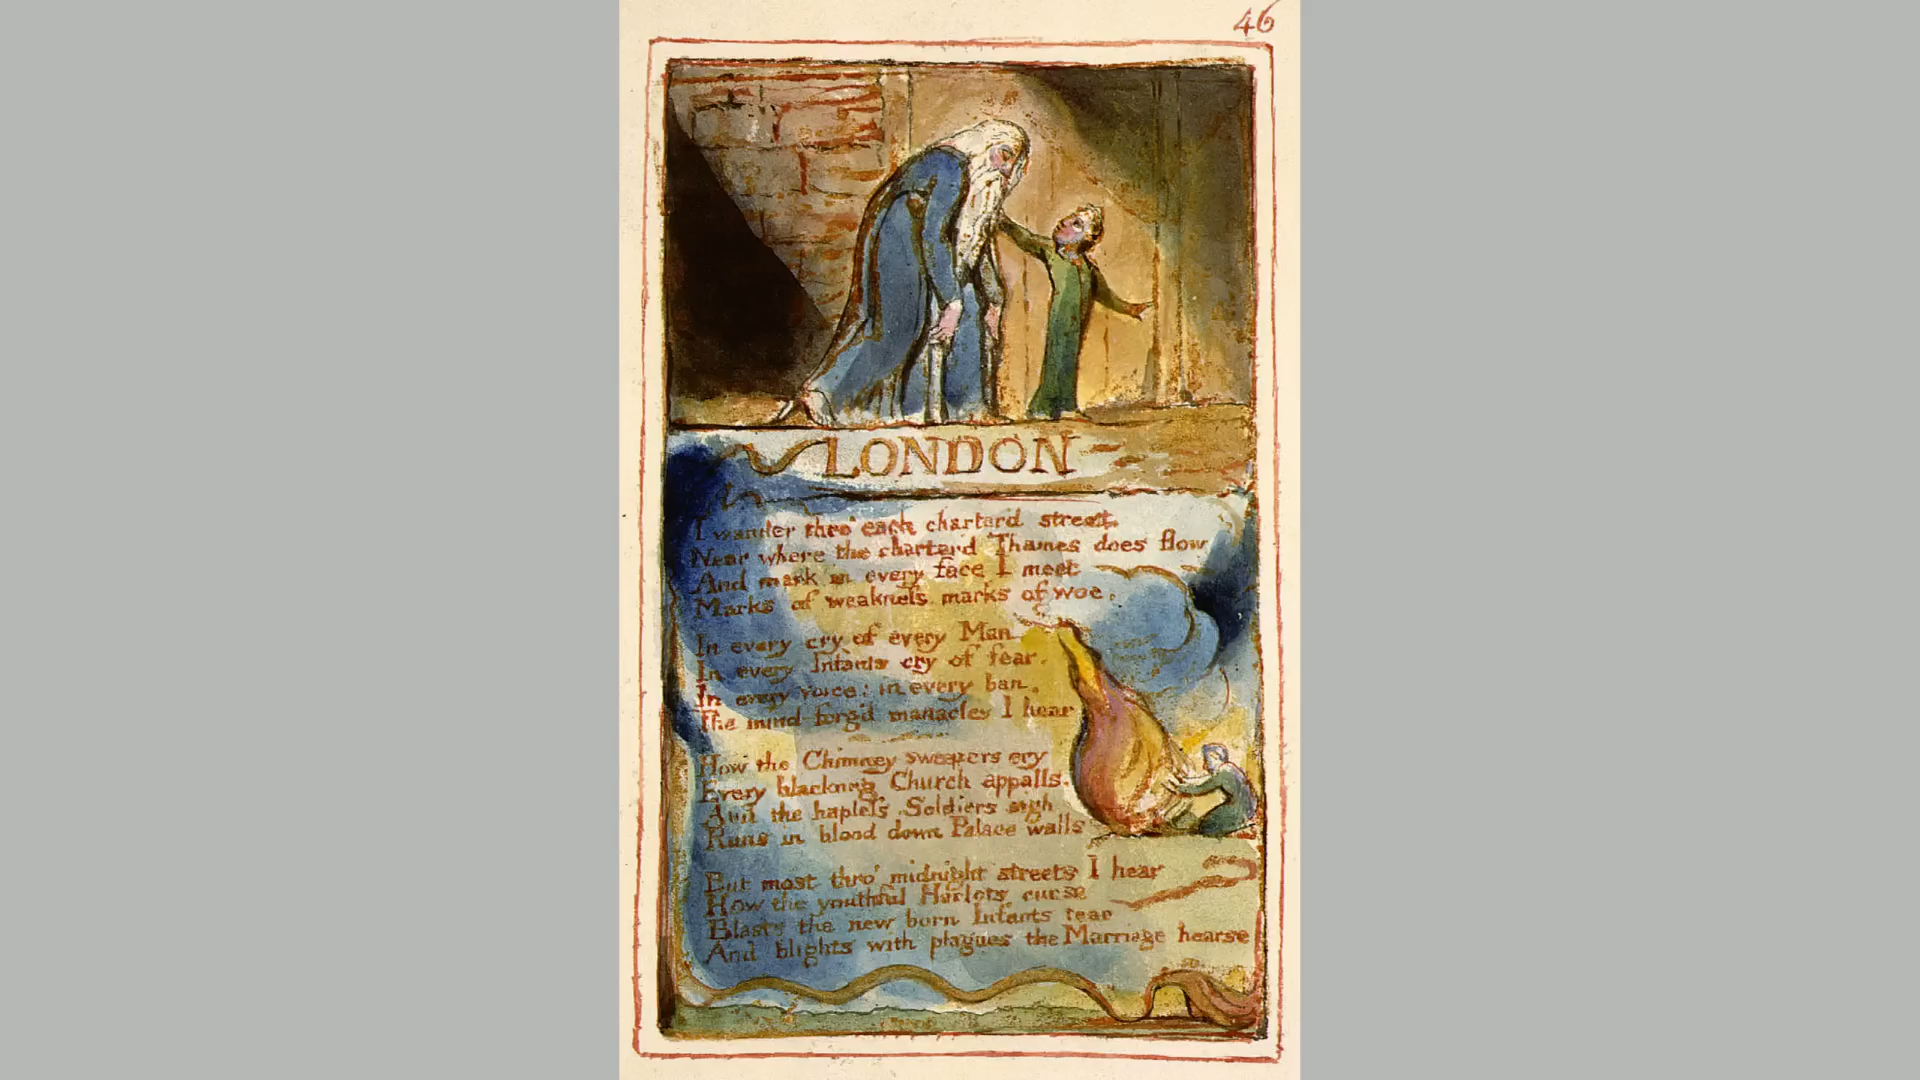 46
LONDON
I wander thro' each charter'd street,
Near where the charter'd Thames does flow
And mark in every face I meet
Marks of weakness, marks of woe.
In every cry of every Man
In every Infants cry of fear.
In every voice; in every ban.
The mind-forg'd manacles I hear
How the Chimney sweepers cry
Every blackning Church appalls.
And the hapless Soldiers sigh
Runs in blood down Palace walls
But most thro' midnight streets I hear
How the youthful Harlots curse
Blasts the new born Infants tear
And blights with plagues the Marriage hearse